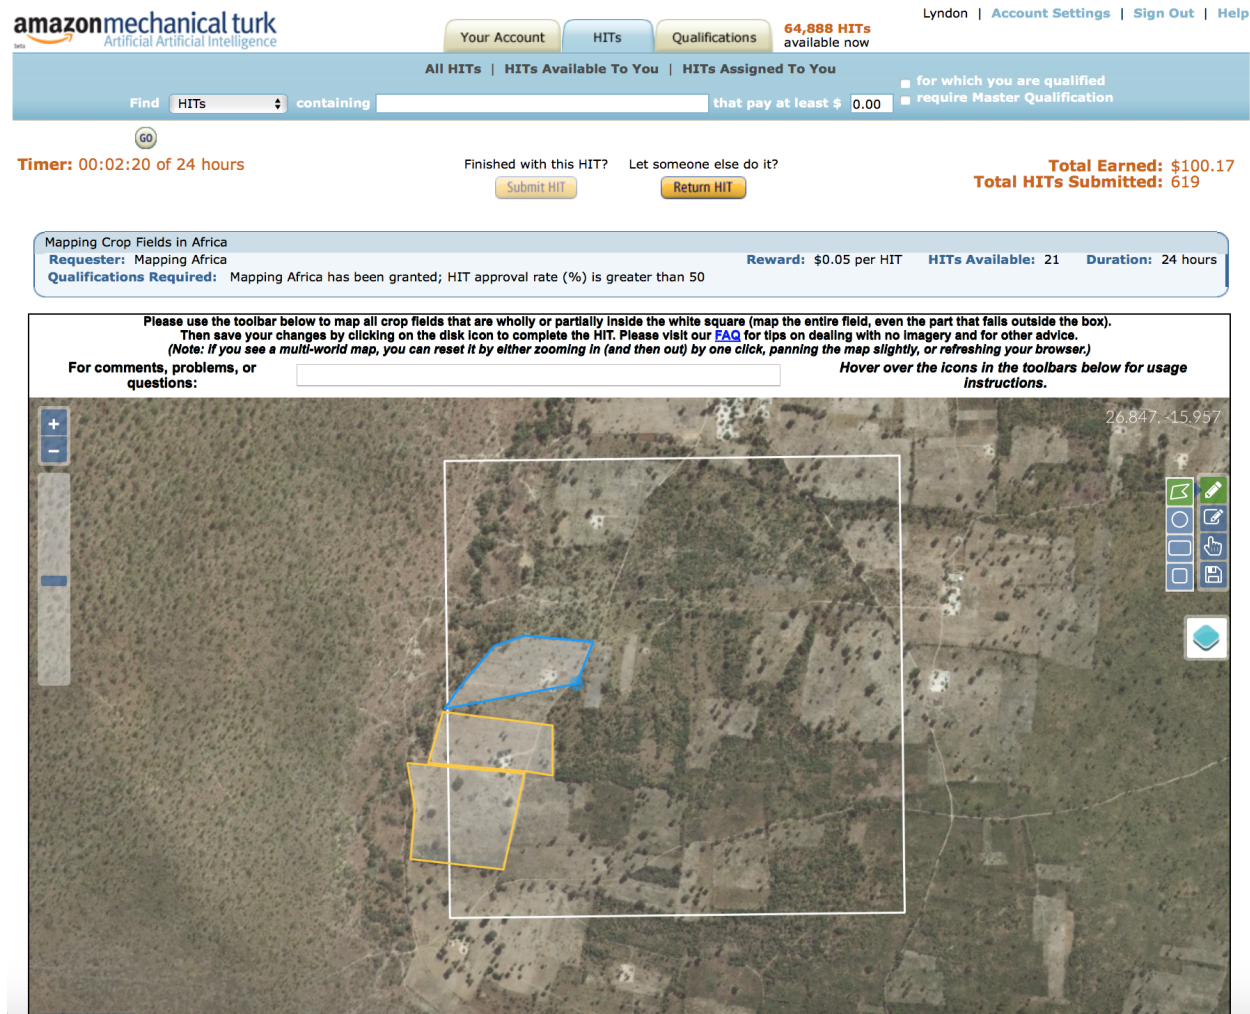 Lyndon | Account Settings | Sign Out | Help
amazonmechanical turk
beta
Artificial Artificial Intelligence
Your Account
HITs
Qualifications
64,888 HITs
available now
All HITs | HITs Available To You | HITs Assigned To You
Find HITs containing that pay at least $ 0.00
for which you are qualified
require Master Qualification
GO
Timer: 00:02:20 of 24 hours
Finished with this HIT? Let someone else do it?
Submit HIT Return HIT
Total Earned: $100.17
Total HITs Submitted: 619
Mapping Crop Fields in Africa
Requester: Mapping Africa Reward: $0.05 per HIT HITs Available: 21 Duration: 24 hours
Qualifications Required: Mapping Africa has been granted; HIT approval rate (%) is greater than 50
Please use the toolbar below to map all crop fields that are wholly or partially inside the white square (map the entire field, even the part that falls outside the box).
Then save your changes by clicking on the disk icon to complete the HIT. Please visit our FAQ for tips on dealing with no imagery and for other advice.
(Note: If you see a multi-world map, you can reset it by either zooming in (and then out) by one click, panning the map slightly, or refreshing your browser.)
For comments, problems, or
questions:
Hover over the icons in the toolbars below for usage
instructions.
+
−
26.847, -15.957